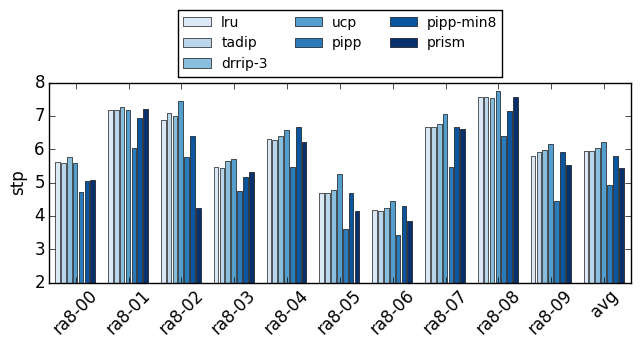 lru ucp pipp-min8
tadip pipp prism
drrip-3
8
7
6
5
4
3
2
stp
ra8-00 ra8-01 ra8-02 ra8-03 ra8-04 ra8-05 ra8-06 ra8-07 ra8-08 ra8-09 avg